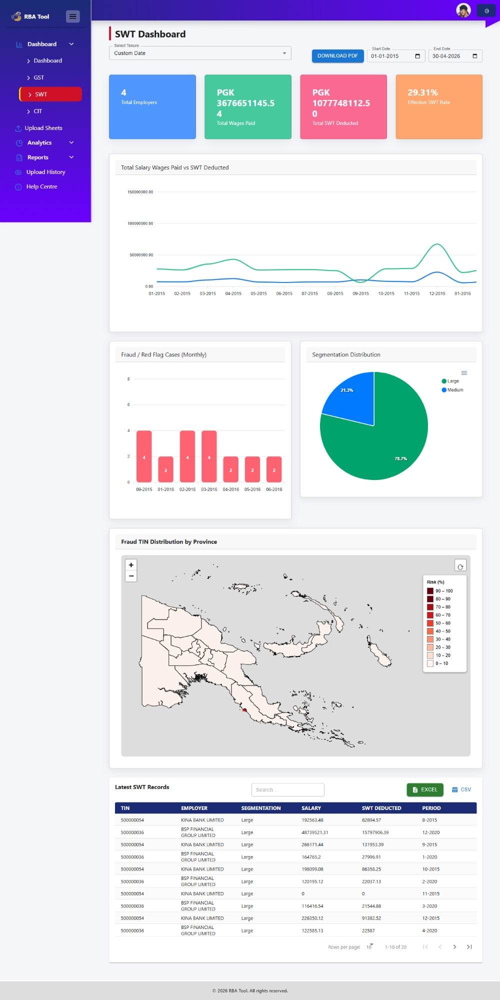 RBA Tool
Dashboard
Dashboard
GST
SWT
CIT
Upload Sheets
Analytics
Reports
Upload History
Help Centre
SWT Dashboard
Select Tenure
Custom Date
DOWNLOAD PDF
Start Date
01-01-2015
End Date
30-04-2026
4
Total Employers
PGK
3676651145.5
4
Total Wages Paid
PGK
1077748112.5
0
Total SWT Deducted
29.31%
Effective SWT Rate
Total Salary Wages Paid vs SWT Deducted
150000000.00
100000000.00
50000000.00
0.00
01-2015 02-2015 03-2015 04-2015 05-2015 06-2015 07-2015 08-2015 09-2015 10-2015 11-2015 12-2015 01-2016
Fraud / Red Flag Cases (Monthly)
8
6
4
2
0
4 2 4 4 2 2 2
09-2015 01-2016 02-2016 03-2016 04-2016 05-2016 06-2016
Segmentation Distribution
Large
Medium
21.3%
78.7%
Fraud TIN Distribution by Province
+
−
Risk (%)
90 – 100
80 – 90
70 – 80
60 – 70
50 – 60
40 – 50
30 – 40
20 – 30
10 – 20
0 – 10
Latest SWT Records
Search...
EXCEL
CSV
TIN EMPLOYER SEGMENTATION SALARY SWT DEDUCTED PERIOD
500000054 KINA BANK LIMITED Large 192563.48 82894.57 8-2015
500000036 BSP FINANCIAL GROUP LIMITED Large 48739521.31 15797906.39 12-2020
500000054 KINA BANK LIMITED Large 266171.44 131953.39 9-2015
500000036 BSP FINANCIAL GROUP LIMITED Large 164765.2 27996.91 1-2020
500000054 KINA BANK LIMITED Large 198099.08 86358.25 10-2015
500000036 BSP FINANCIAL GROUP LIMITED Large 120195.12 22037.13 2-2020
500000054 KINA BANK LIMITED Large 0 0 11-2015
500000036 BSP FINANCIAL GROUP LIMITED Large 116416.54 21544.88 3-2020
500000054 KINA BANK LIMITED Large 226350.12 91382.52 12-2015
500000036 BSP FINANCIAL GROUP LIMITED Large 122585.13 22587 4-2020
Rows per page: 10 1-10 of 20
© 2026 RBA Tool. All rights reserved.